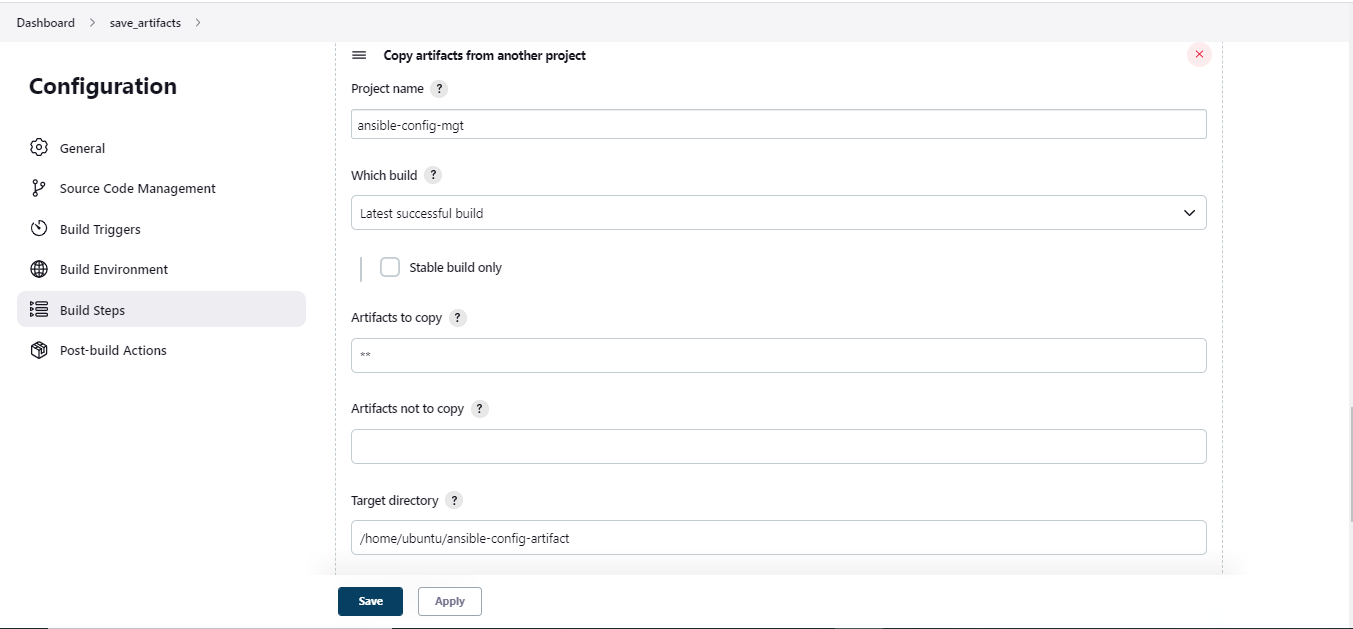 Dashboard > save_artifacts >
Configuration
General
Source Code Management
Build Triggers
Build Environment
Build Steps
Post-build Actions
Copy artifacts from another project
Project name ?
ansible-config-mgt
Which build ?
Latest successful build
Stable build only
Artifacts to copy ?
**
Artifacts not to copy ?
Target directory ?
/home/ubuntu/ansible-config-artifact
Save Apply